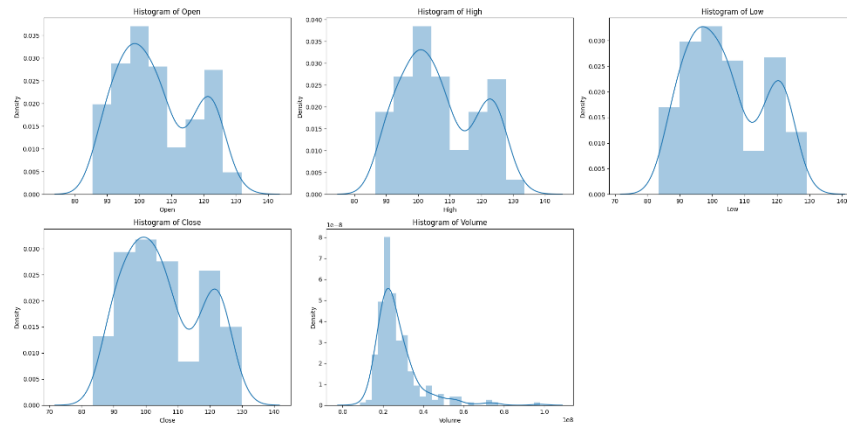 Histogram of Open
Density
0.035
0.030
0.025
0.020
0.015
0.010
0.005
0.000
80 90 100 110 120 130 140
Open
Histogram of High
Density
0.040
0.035
0.030
0.025
0.020
0.015
0.010
0.005
0.000
80 90 100 110 120 130 140
High
Histogram of Low
Density
0.030
0.025
0.020
0.015
0.010
0.005
0.000
70 80 90 100 110 120 130 140
Low
Histogram of Close
Density
0.030
0.025
0.020
0.015
0.010
0.005
0.000
70 80 90 100 110 120 130 140
Close
Histogram of Volume
1e-8
Density
8
7
6
5
4
3
2
1
0
0.0 0.2 0.4 0.6 0.8 1.0
1e8
Volume